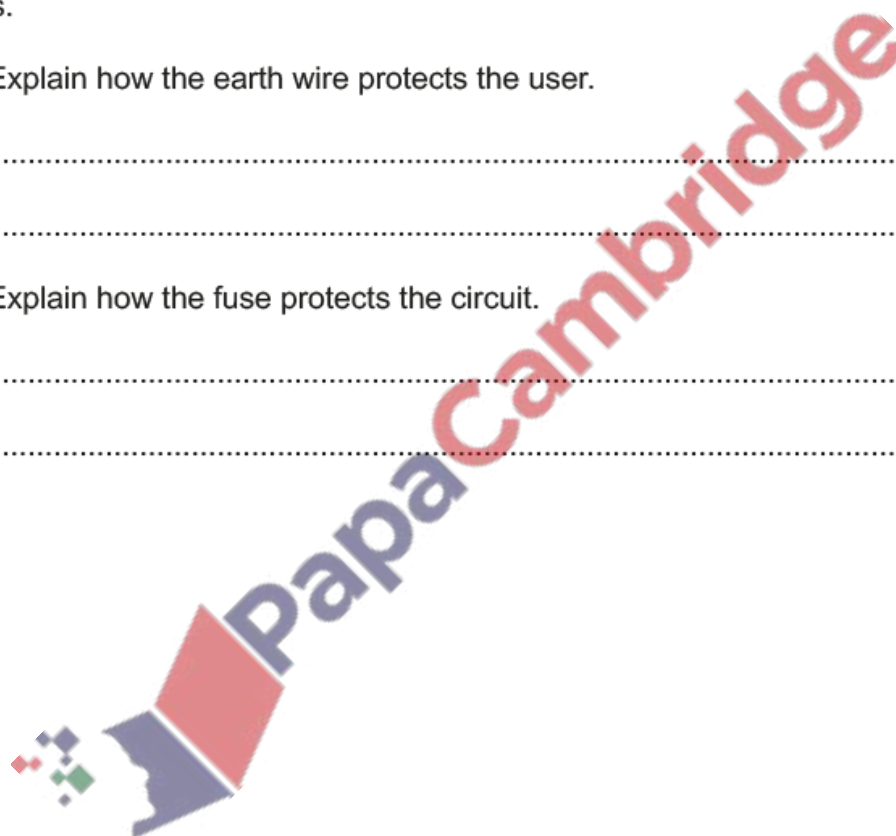 s.
Explain how the earth wire protects the user.
Explain how the fuse protects the circuit.
PapaCambridge